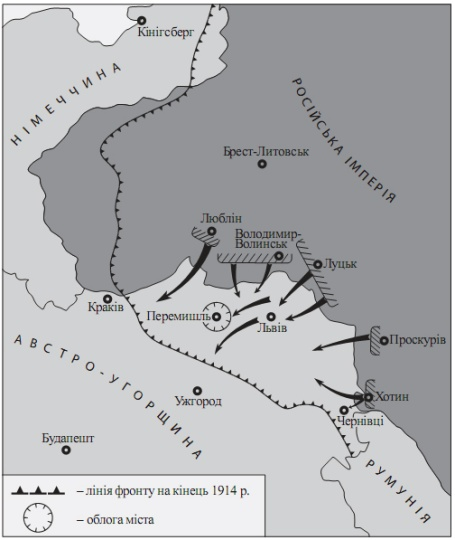 Кінігсберг
НІМЕЧЧИНА
РОСІЙСЬКА ІМПЕРІЯ
Брест-Литовськ
Люблін
Володимир-
Волинськ
Луцьк
Краків
Перемишль
Львів
Проскурів
АВСТРО-УГОРЩИНА
Ужгород
Хотин
Чернівці
Будапешт
РУМУНІЯ
– лінія фронту на кінець 1914 р.
– облога міста